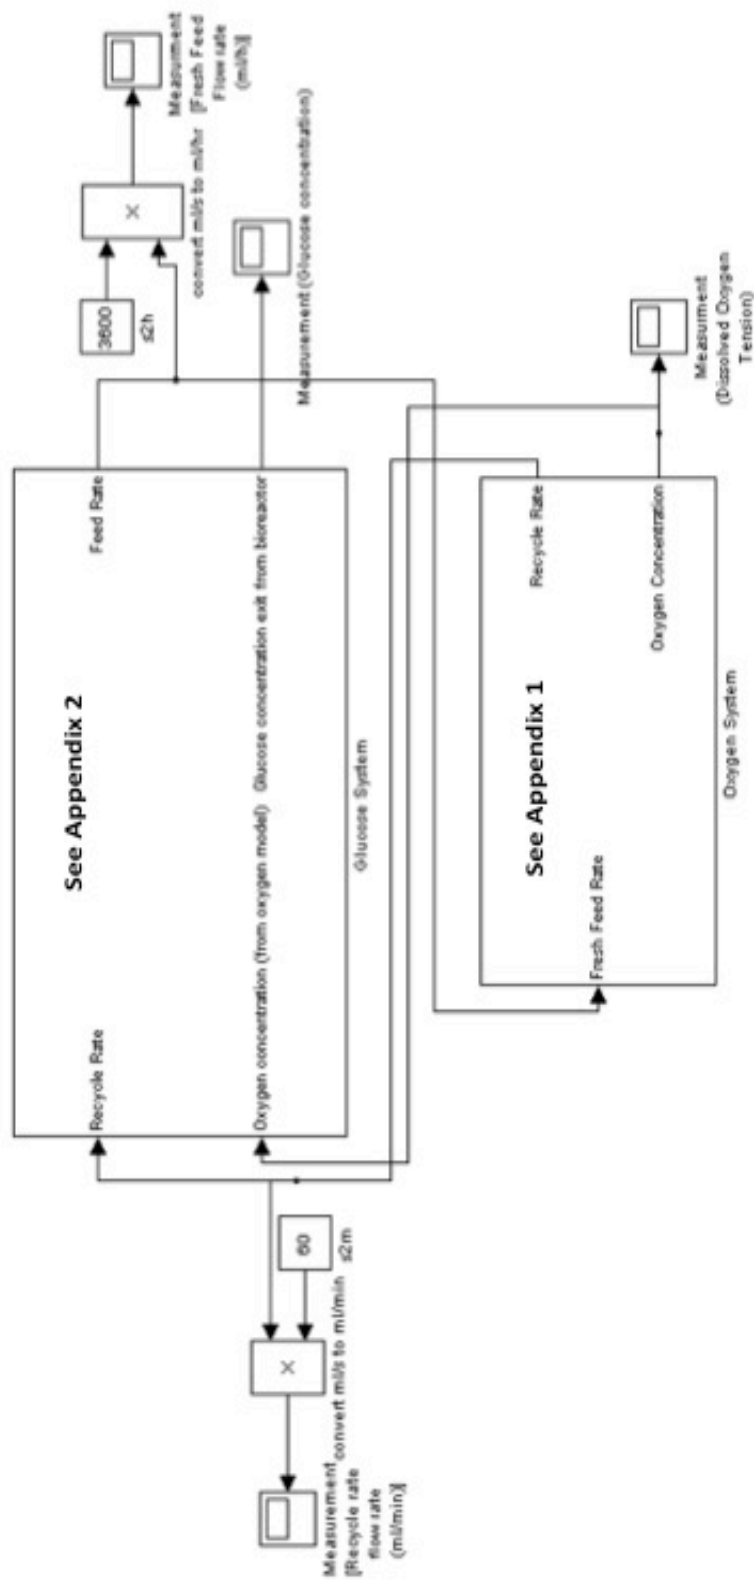 Measurment
[Fresh Feed
Flow rate
(ml/h)]
X
convert ml/s to ml/hr
3600
s2h
Measurement (Glucose concentration)
Feed Rate
See Appendix 2
Glucose concentration exit from bioreactor
Recycle Rate
Oxygen concentration (from oxygen model)
Glucose System
Measurment
(Dissolved Oxygen
Tension)
Recycle Rate
Oxygen Concentration
See Appendix 1
Fresh Feed Rate
Oxygen System
60
s2m
X
convert ml/s to ml/min
Measurement
[Recycle rate
flow rate
(ml/min)]